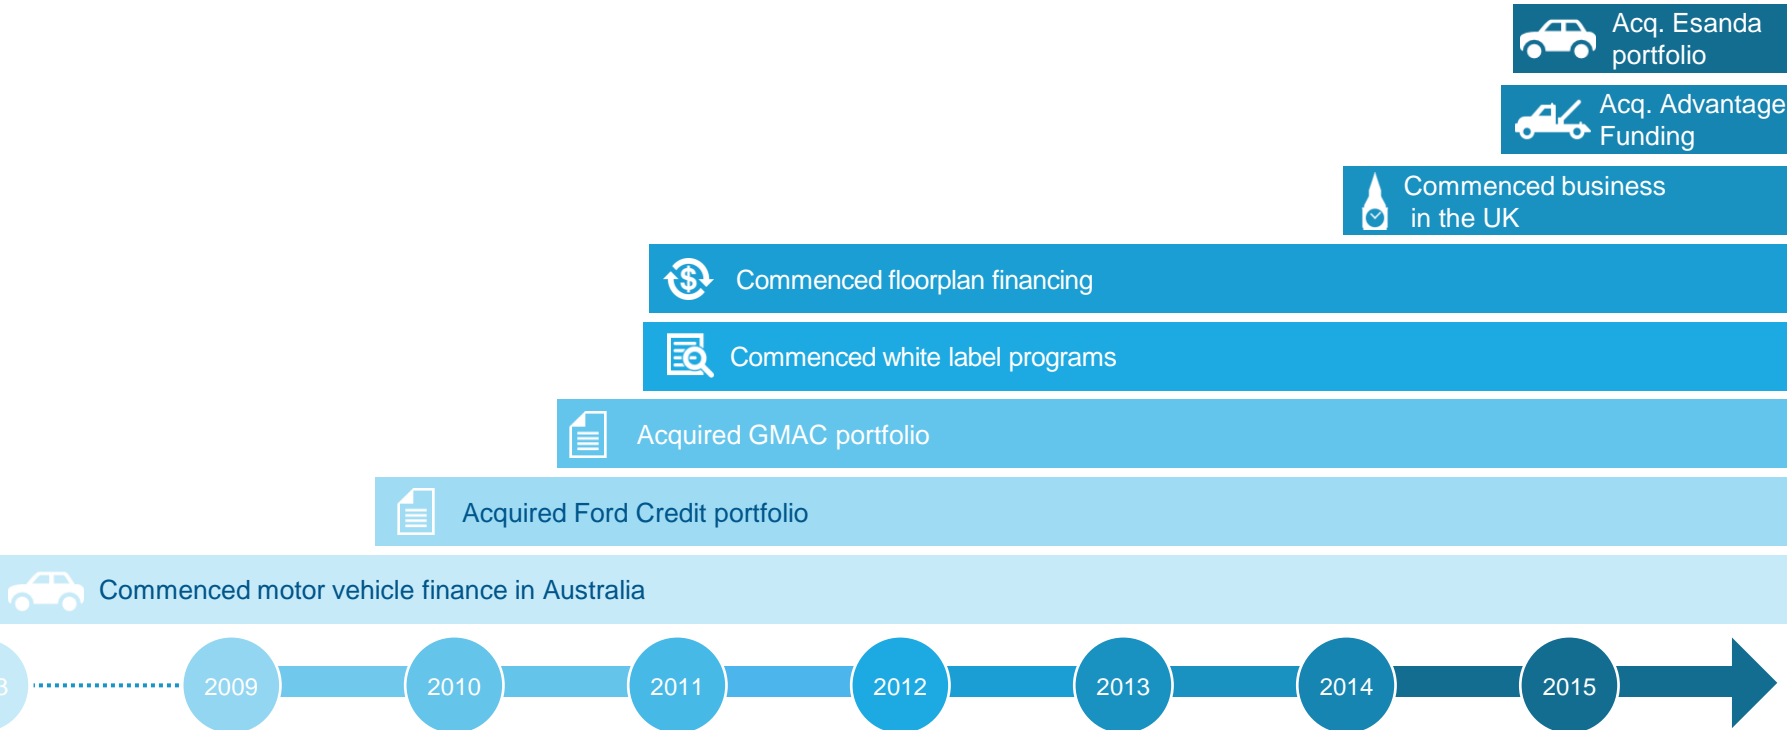 Acq. Esanda
portfolio
Acq. Advantage
Funding
Commenced business
in the UK
Commenced floorplan financing
Commenced white label programs
Acquired GMAC portfolio
Acquired Ford Credit portfolio
Commenced motor vehicle finance in Australia
2009
2010
2011
2012
2013
2014
2015